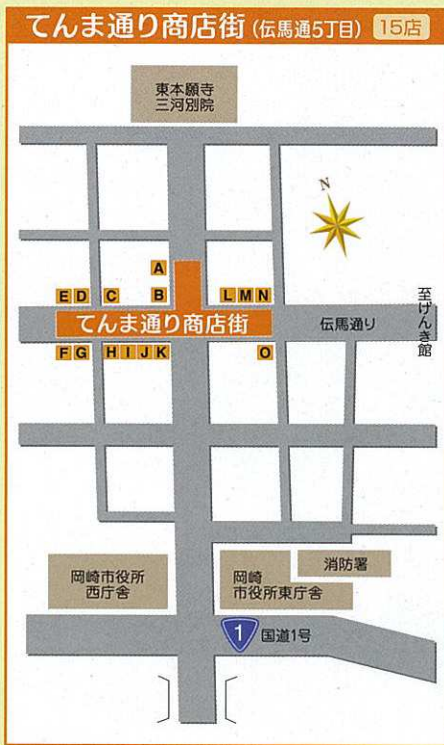 てんま通り商店街 (伝馬通5丁目) 15店
東本願寺
三河別院
N
A
E D C B L M N
てんま通り商店街
伝馬通り
至げんき館
F G H I J K O
岡崎市役所
西庁舎
岡崎
市役所東庁舎
消防署
1 国道1号